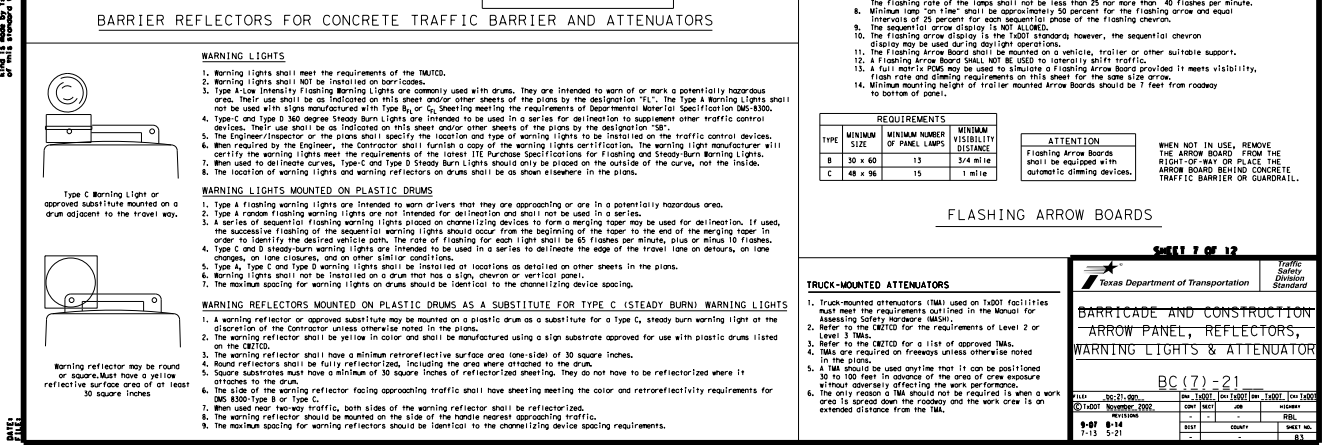 BARRIER REFLECTORS FOR CONCRETE TRAFFIC BARRIER AND ATTENUATORS
WARNING LIGHTS
1. Warning lights shall meet the requirements of the TMUTCD.
2. Warning lights shall NOT be installed on barricades.
3. Type A-Low Intensity Flashing Warning Lights are commonly used with drums. They are intended to warn of or mark a potentially hazardous
area. Their use shall be as indicated on this sheet and/or other sheets of the plans by the designation "FL". The Type A Warning Lights shall
not be used with signs manufactured with Type BFL or CFL Sheeting meeting the requirements of Departmental Material Specification DMS-8300.
4. Type-C and Type D 360 degree Steady Burn Lights are intended to be used in a series for delineation to supplement other traffic control
devices. Their use shall be as indicated on this sheet and/or other sheets of the plans by the designation "SB".
5. The Engineer/Inspector or the plans shall specify the location and type of warning lights to be installed on the traffic control devices.
6. When required by the Engineer, the Contractor shall furnish a copy of the warning lights certification. The warning light manufacturer will
certify the warning lights meet the requirements of the latest ITE Purchase Specifications for Flashing and Steady-Burn Warning Lights.
7. When used to delineate curves, Type-C and Type D Steady Burn Lights should only be placed on the outside of the curve, not the inside.
8. The location of warning lights and warning reflectors on drums shall be as shown elsewhere in the plans.
Type C Warning Light or
approved substitute mounted on a
drum adjacent to the travel way.
WARNING LIGHTS MOUNTED ON PLASTIC DRUMS
1. Type A flashing warning lights are intended to warn drivers that they are approaching or are in a potentially hazardous area.
2. Type A random flashing warning lights are not intended for delineation and shall not be used in a series.
3. A series of sequential flashing warning lights placed on channelizing devices to form a merging taper may be used for delineation. If used,
the successive flashing of the sequential warning lights should occur from the beginning of the taper to the end of the merging taper in
order to identify the desired vehicle path. The rate of flashing for each light shall be 65 flashes per minute, plus or minus 10 flashes.
4. Type C and D steady-burn warning lights are intended to be used in a series to delineate the edge of the travel lane on detours, on lane
changes, on lane closures, and on other similar conditions.
5. Type A, Type C and Type D warning lights shall be installed at locations as detailed on other sheets in the plans.
6. Warning lights shall not be installed on a drum that has a sign, chevron or vertical panel.
7. The maximum spacing for warning lights on drums should be identical to the channelizing device spacing.
WARNING REFLECTORS MOUNTED ON PLASTIC DRUMS AS A SUBSTITUTE FOR TYPE C (STEADY BURN) WARNING LIGHTS
1. A warning reflector or approved substitute may be mounted on a plastic drum as a substitute for a Type C, steady burn warning light at the
discretion of the Contractor unless otherwise noted in the plans.
2. The warning reflector shall be yellow in color and shall be manufactured using a sign substrate approved for use with plastic drums listed
on the CWZTCD.
3. The warning reflector shall have a minimum retroreflective surface area (one-side) of 30 square inches.
4. Round reflectors shall be fully reflectorized, including the area where attached to the drum.
5. Square substrates must have a minimum of 30 square inches of reflectorized sheeting. They do not have to be reflectorized where it
attaches to the drum.
6. The side of the warning reflector facing approaching traffic shall have sheeting meeting the color and retroreflectivity requirements for
DMS 8300-Type B or Type C.
7. When used near two-way traffic, both sides of the warning reflector shall be reflectorized.
8. The warning reflector should be mounted on the side of the handle nearest approaching traffic.
9. The maximum spacing for warning reflectors should be identical to the channelizing device spacing requirements.
Warning reflector may be round
or square.Must have a yellow
reflective surface area of at least
30 square inches
The flashing rate of the lamps shall not be less than 25 nor more than 40 flashes per minute.
8. Minimum lamp "on time" shall be approximately 50 percent for the flashing arrow and equal
intervals of 25 percent for each sequential phase of the flashing chevron.
9. The sequential arrow display is NOT ALLOWED.
10. The flashing arrow display is the TxDOT standard; however, the sequential chevron
display may be used during daylight operations.
11. The Flashing Arrow Board shall be mounted on a vehicle, trailer or other suitable support.
12. A Flashing Arrow Board SHALL NOT BE USED to laterally shift traffic.
13. A full matrix PCMS may be used to simulate a Flashing Arrow Board provided it meets visibility,
flash rate and dimming requirements on this sheet for the same size arrow.
14. Minimum mounting height of trailer mounted Arrow Boards should be 7 feet from roadway
to bottom of panel.
REQUIREMENTS
TYPE MINIMUM SIZE MINIMUM NUMBER OF PANEL LAMPS MINIMUM VISIBILITY DISTANCE
B 30 x 60 13 3/4 mile
C 48 x 96 15 1 mile
ATTENTION
Flashing Arrow Boards
shall be equipped with
automatic dimming devices.
WHEN NOT IN USE, REMOVE
THE ARROW BOARD FROM THE
RIGHT-OF-WAY OR PLACE THE
ARROW BOARD BEHIND CONCRETE
TRAFFIC BARRIER OR GUARDRAIL.
FLASHING ARROW BOARDS
SHEET 7 OF 12
TRUCK-MOUNTED ATTENUATORS
1. Truck-mounted attenuators (TMA) used on TxDOT facilities
must meet the requirements outlined in the Manual for
Assessing Safety Hardware (MASH).
2. Refer to the CWZTCD for the requirements of Level 2 or
Level 3 TMAs.
3. Refer to the CWZTCD for a list of approved TMAs.
4. TMAs are required on freeways unless otherwise noted
in the plans.
5. A TMA should be used anytime that it can be positioned
30 to 100 feet in advance of the area of crew exposure
without adversely affecting the work performance.
6. The only reason a TMA should not be required is when a work
area is spread down the roadway and the work crew is an
extended distance from the TMA.
Texas Department of Transportation
Traffic
Safety
Division
Standard
BARRICADE AND CONSTRUCTION
ARROW PANEL, REFLECTORS,
WARNING LIGHTS & ATTENUATOR
BC(7)-21
FILE: bc-21.dgn DN: TxDOT CK: TxDOT DW: TxDOT CK: TxDOT
© TxDOT November 2002 CONT SECT JOB HIGHWAY
REVISIONS - - - RBL
9-07 8-14 DIST COUNTY SHEET NO.
7-13 5-21 - - 83
DATE:
FILE:
of this standard